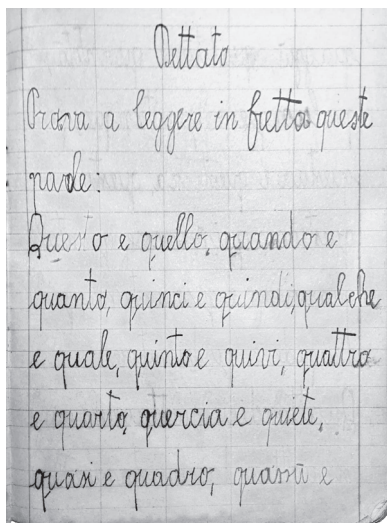 Dettato
Prova a leggere in fretta queste
parole:
Questo e quello, quando e
quanto, quinci e quindi, qualche
e quale, quinto e quivi, quattro
e quarto, quercia e quiete,
quasi e quadro, quassù e